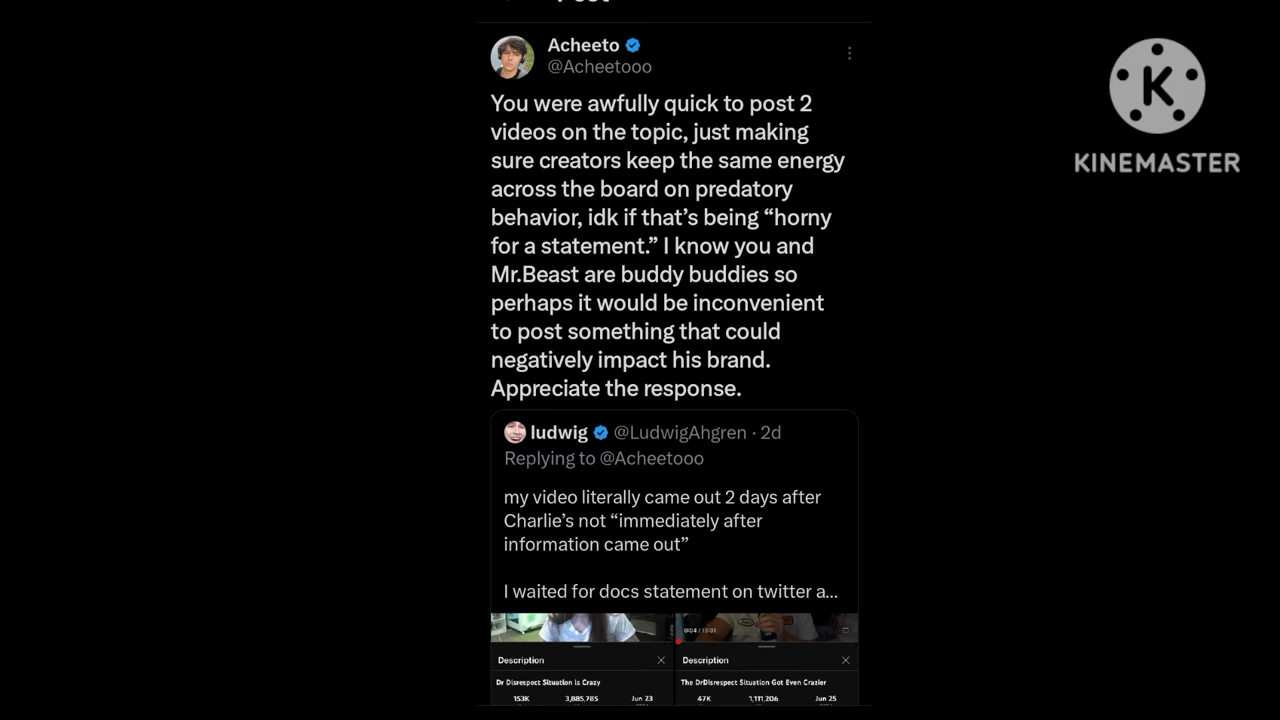 Acheeto
@Acheetooo
You were awfully quick to post 2
videos on the topic, just making
sure creators keep the same energy
across the board on predatory
behavior, idk if that’s being “horny
for a statement.” I know you and
Mr.Beast are buddy buddies so
perhaps it would be inconvenient
to post something that could
negatively impact his brand.
Appreciate the response.
ludwig @LudwigAhgren · 2d
Replying to @Acheetooo
my video literally came out 2 days after
Charlie’s not “immediately after
information came out”
I waited for docs statement on twitter a...
0:04 / 13:31
Description
Description
Dr Disrespect Situation is Crazy
The DrDisrespect Situation Got Even Crazier
153K 3,885,785 Jun 23
47K 1,111,206 Jun 25
K
KINEMASTER